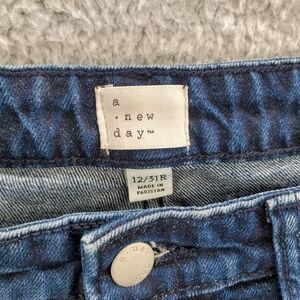 a
· new
day™
12/31R
MADE IN
PAKISTAN